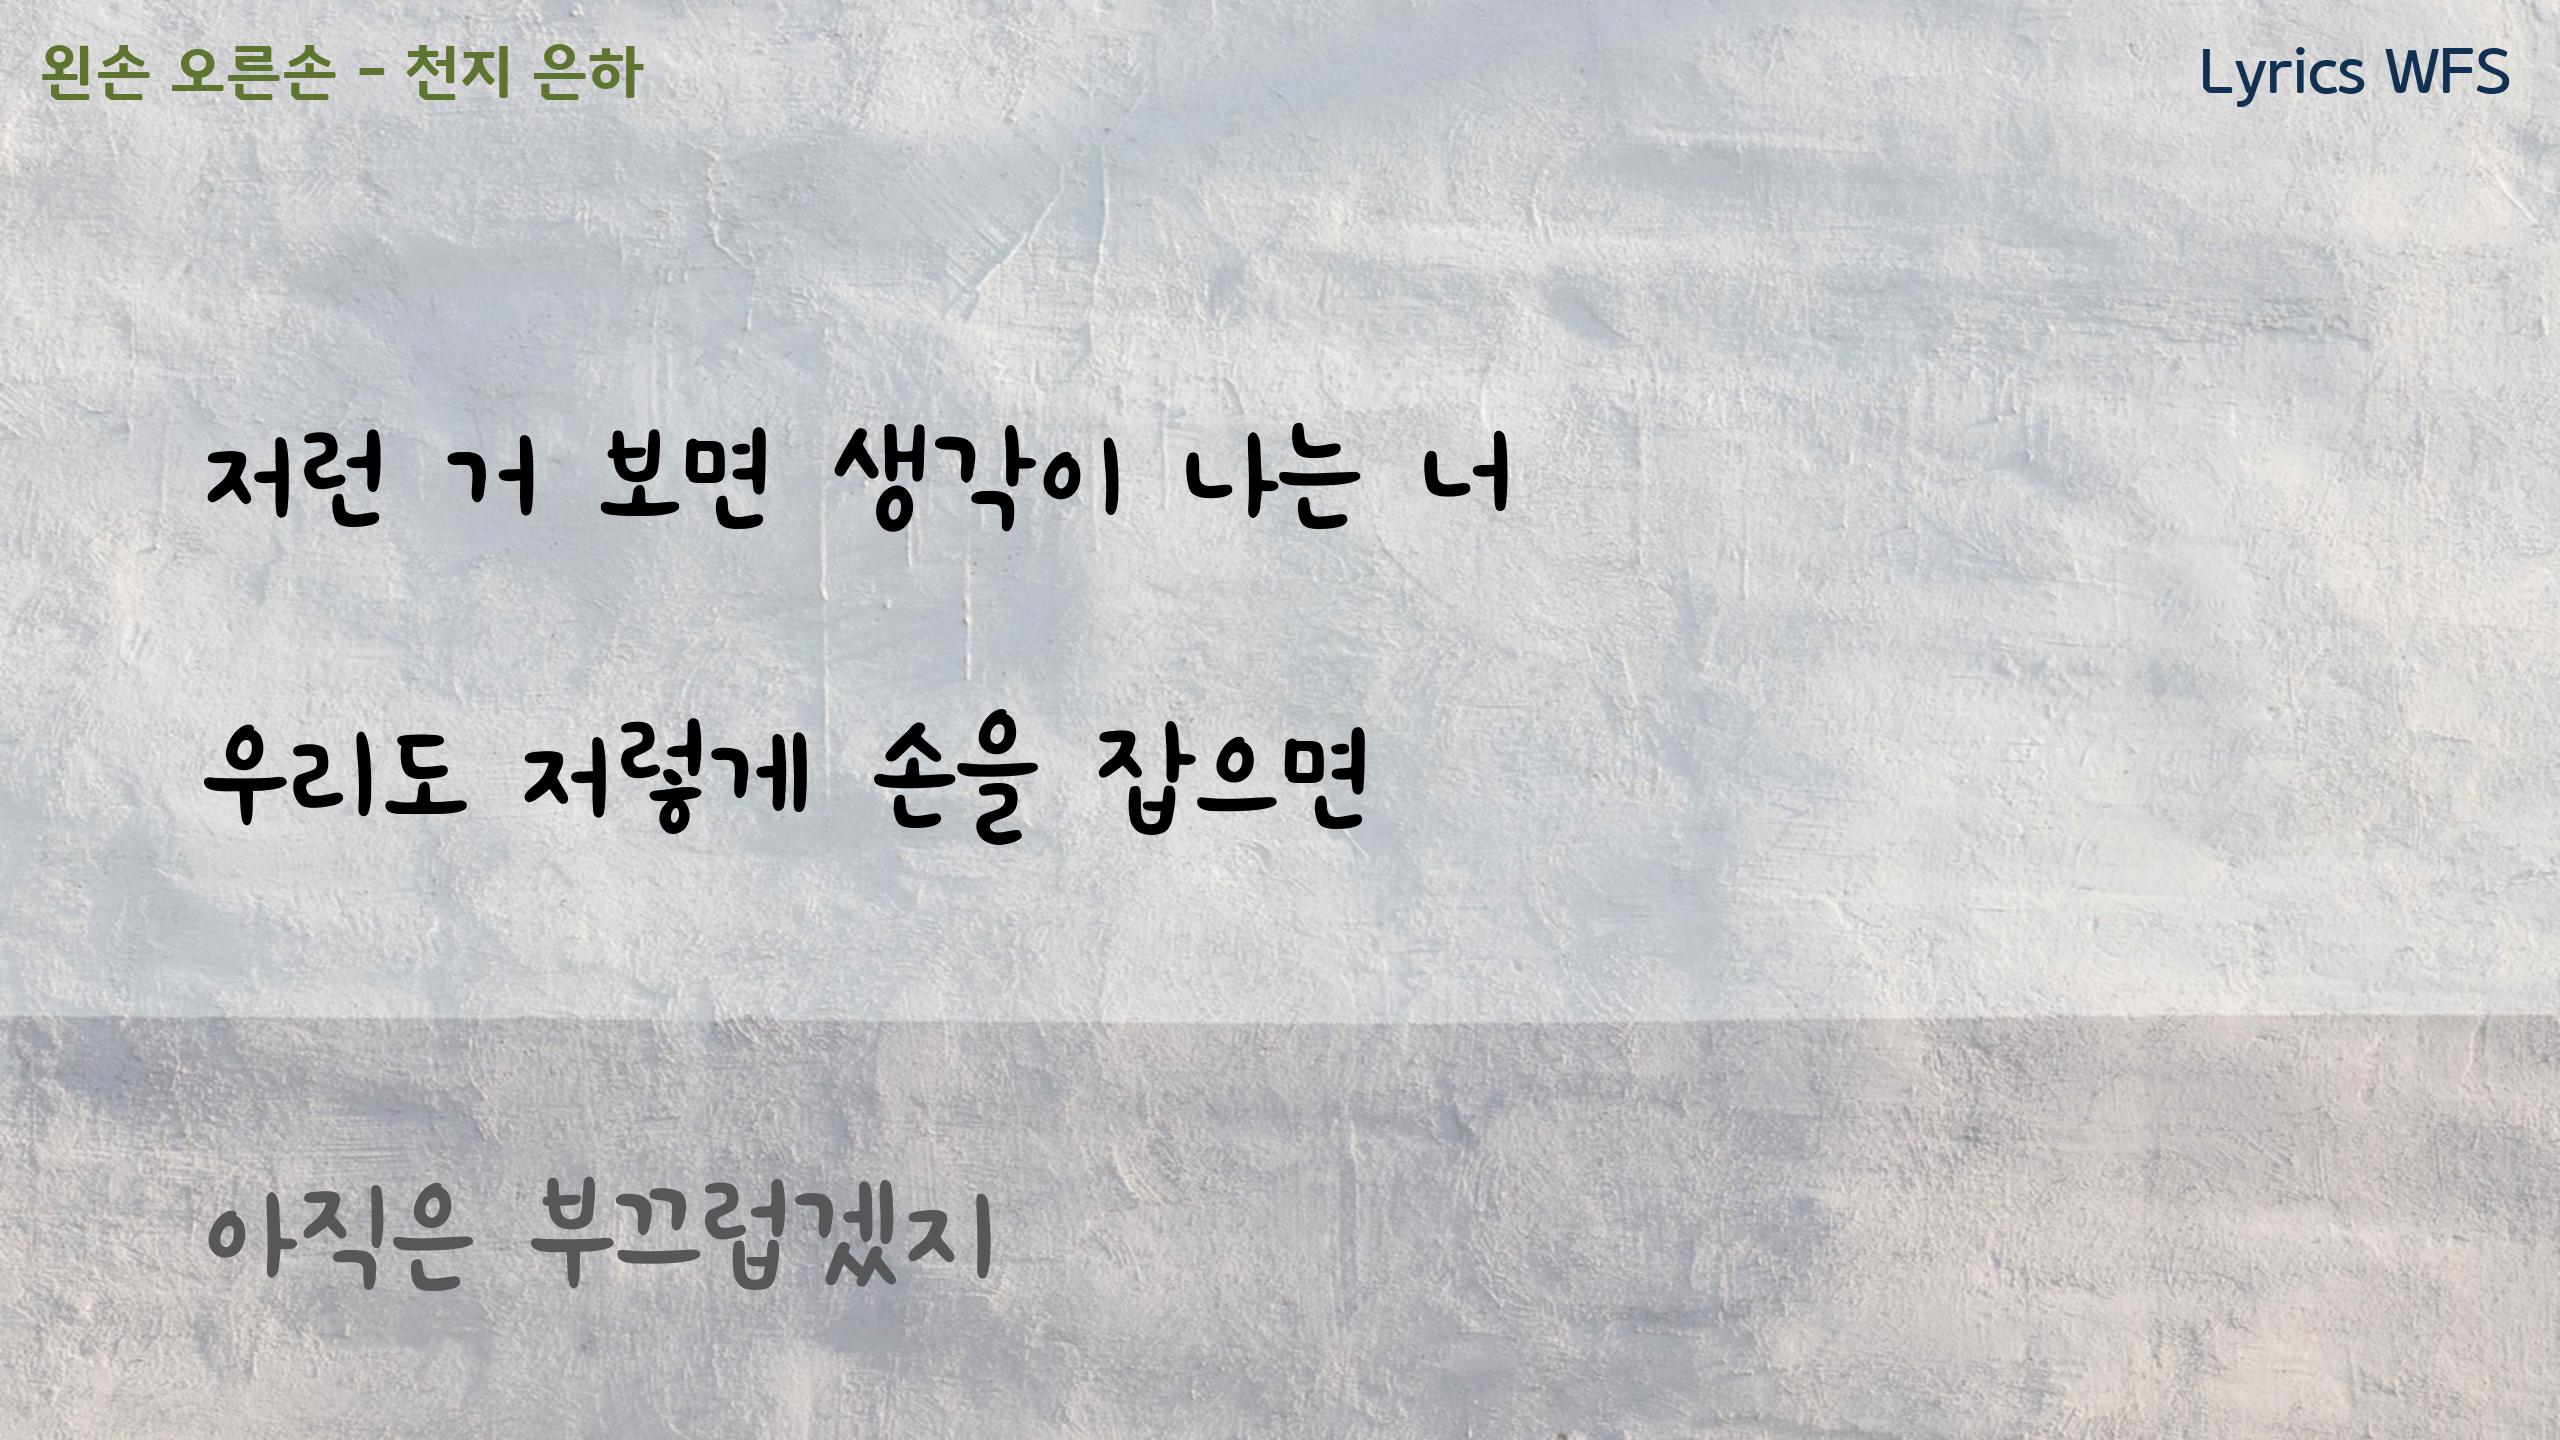 왼손 오른손 - 천지 은하
Lyrics WFS
저런 거 보면 생각이 나는 너
우리도 저렇게 손을 잡으면
아직은 부끄럽겠지